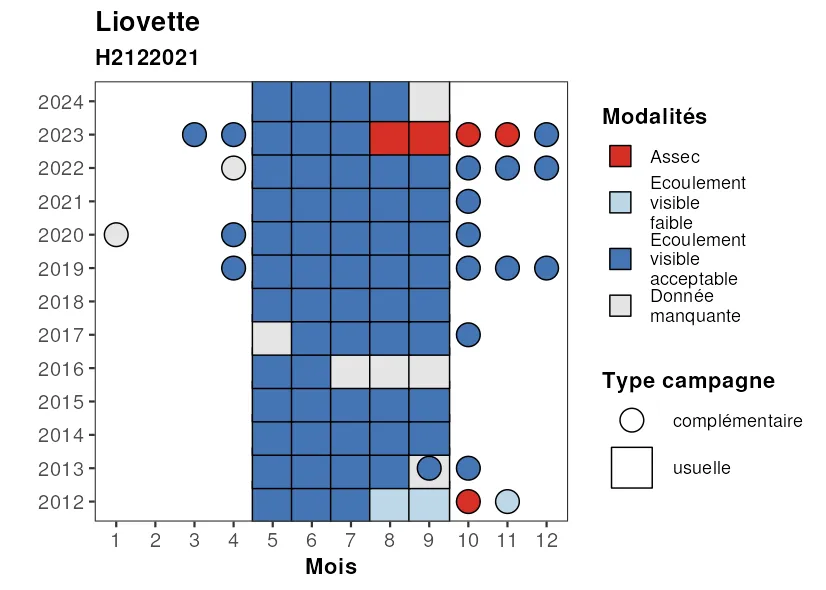 Liovette
H2122021
2024
2023
2022
2021
2020
2019
2018
2017
2016
2015
2014
2013
2012
1 2 3 4 5 6 7 8 9 10 11 12
Mois
Modalités
Assec
Ecoulement
visible
faible
Ecoulement
visible
acceptable
Donnée
manquante
Type campagne
complémentaire
usuelle